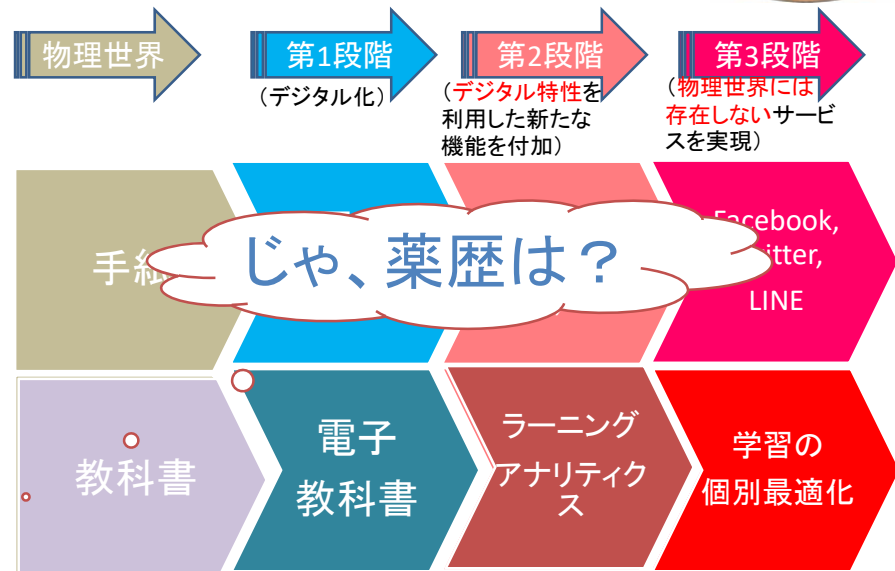 物理世界
第1段階
第2段階
第3段階
（デジタル化）
（デジタル特性を
利用した新たな
機能を付加）
（物理世界には
存在しないサービ
スを実現）
手紙
じゃ、薬歴は？
LINE
教科書
電子
教科書
ラーニング
アナリティク
ス
学習の
個別最適化